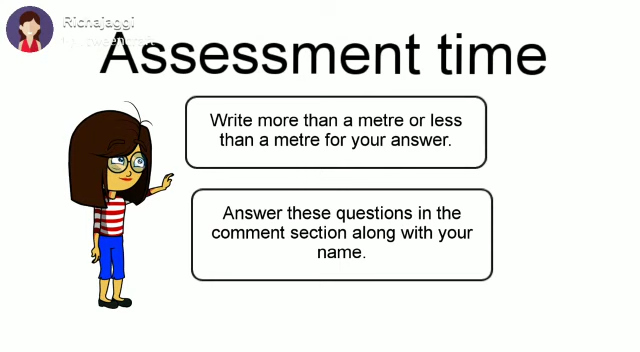 Richajaggi
Assessment time
Write more than a metre or less
than a metre for your answer.
Answer these questions in the
comment section along with your
name.